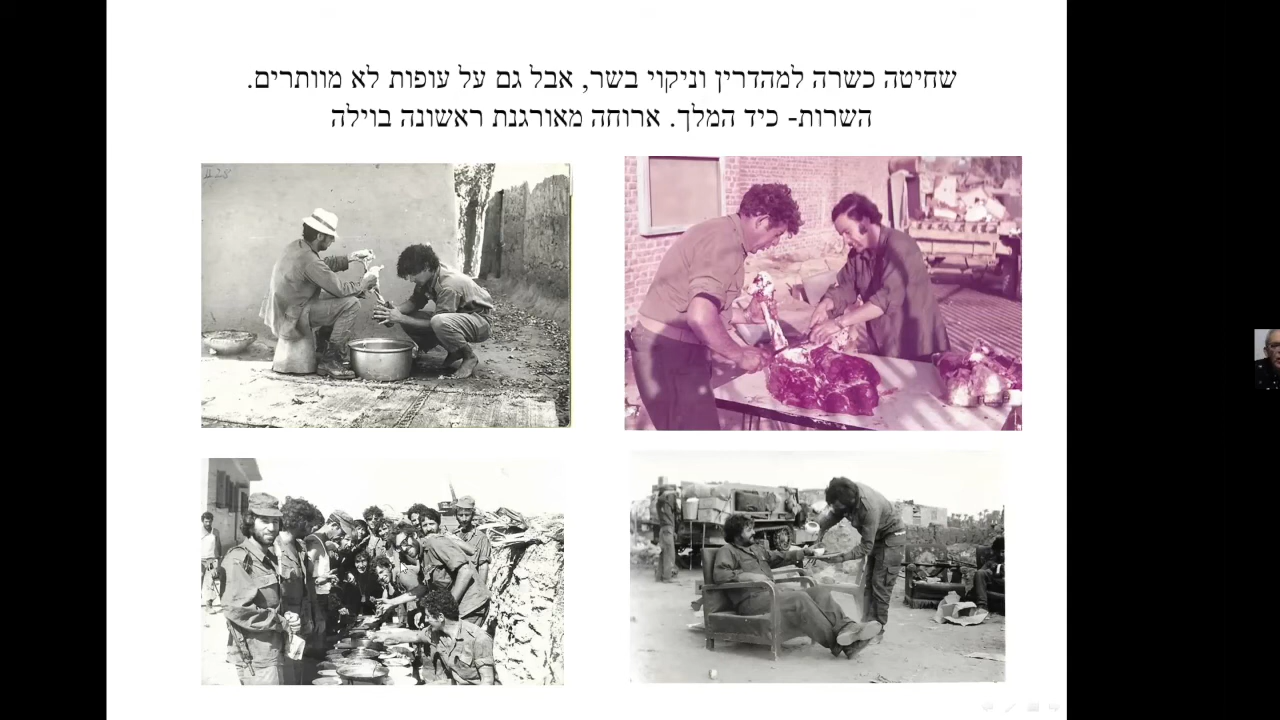 שחיטה כשרה למהדרין וניקוי בשר, אבל גם על עופות לא מוותרים.
השרות- כיד המלך. ארוחה מאורגנת ראשונה בוילה